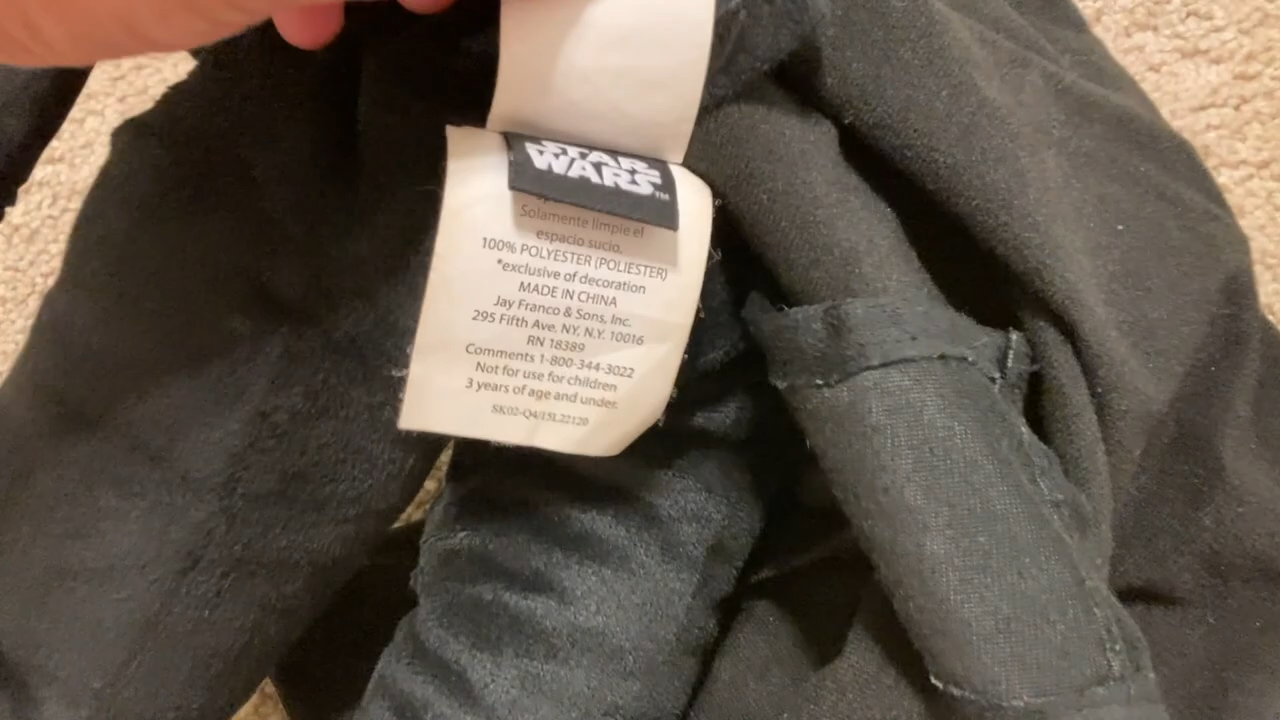 STAR
WARS™
Solamente limpie el
espacio sucio.
100% POLYESTER (POLIESTER)
*exclusive of decoration
MADE IN CHINA
Jay Franco & Sons, Inc.
295 Fifth Ave. NY, N.Y. 10016
RN 18389
Comments 1-800-344-3022
Not for use for children
3 years of age and under.
SK02-Q4/15L22120